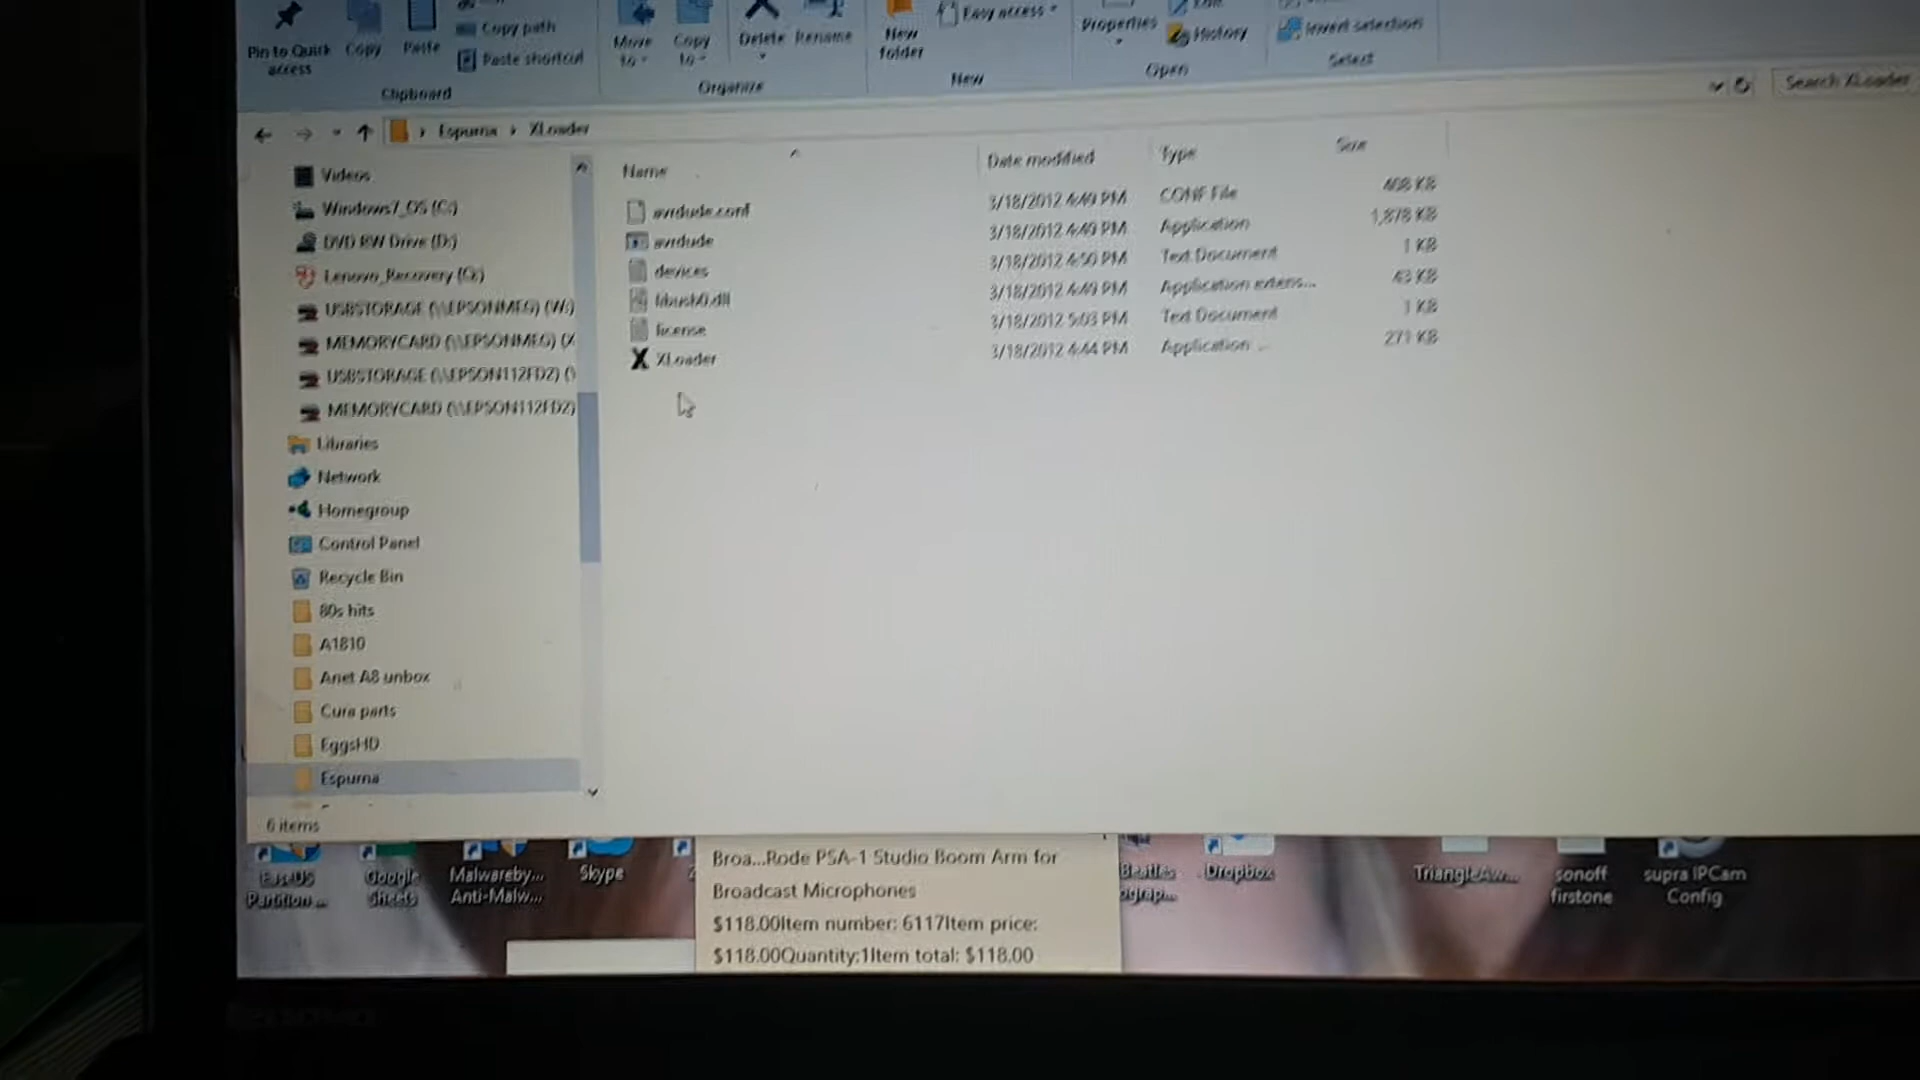 Pin to Quick access
Copy
Paste
Copy path
Paste shortcut
Clipboard
Move to
Copy to
Delete
Rename
Organize
New folder
Easy access
New
Properties
History
Open
Invert selection
Select
Espurna > XLoader
Search XLoader
Name Date modified Type Size
avrdude.conf 3/18/2012 4:49 PM CONF File 408 KB
avrdude 3/18/2012 4:49 PM Application 1,878 KB
devices 3/18/2012 4:50 PM Text Document 1 KB
libusb0.dll 3/18/2012 4:49 PM Application extens... 43 KB
license 3/18/2012 5:03 PM Text Document 1 KB
XLoader 3/18/2012 4:44 PM Application 271 KB
Videos
Windows7_OS (C:)
DVD RW Drive (D:)
Lenovo_Recovery (Q:)
USBSTORAGE (\\EPSONMFG) (W:)
MEMORYCARD (\\EPSONMFG) (X
USBSTORAGE (\\EPSON112FD2) (
MEMORYCARD (\\EPSON112FD2)
Libraries
Network
Homegroup
Control Panel
Recycle Bin
80s hits
A1810
Anet A8 unbox
Cura parts
EggsHD
Espurna
6 items
EaseUS Partition ...
Google Sheets
Malwareby... Anti-Malw...
Skype
Broa...Rode PSA-1 Studio Boom Arm for
Broadcast Microphones
$118.00Item number: 6117Item price:
$118.00Quantity:1Item total: $118.00
Beatles
Dropbox
TriangleAw...
sonoff firstone
supra IPCam Config